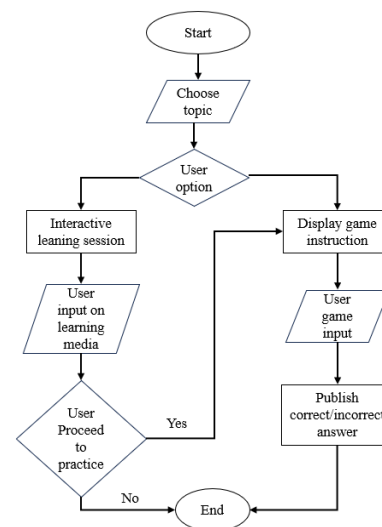 Start
Choose
topic
User
option
Interactive
leaning session
Display game
instruction
User
input on
learning
media
User
game
input
User
Proceed
to
practice
Yes
Publish
correct/incorrect
answer
No
End